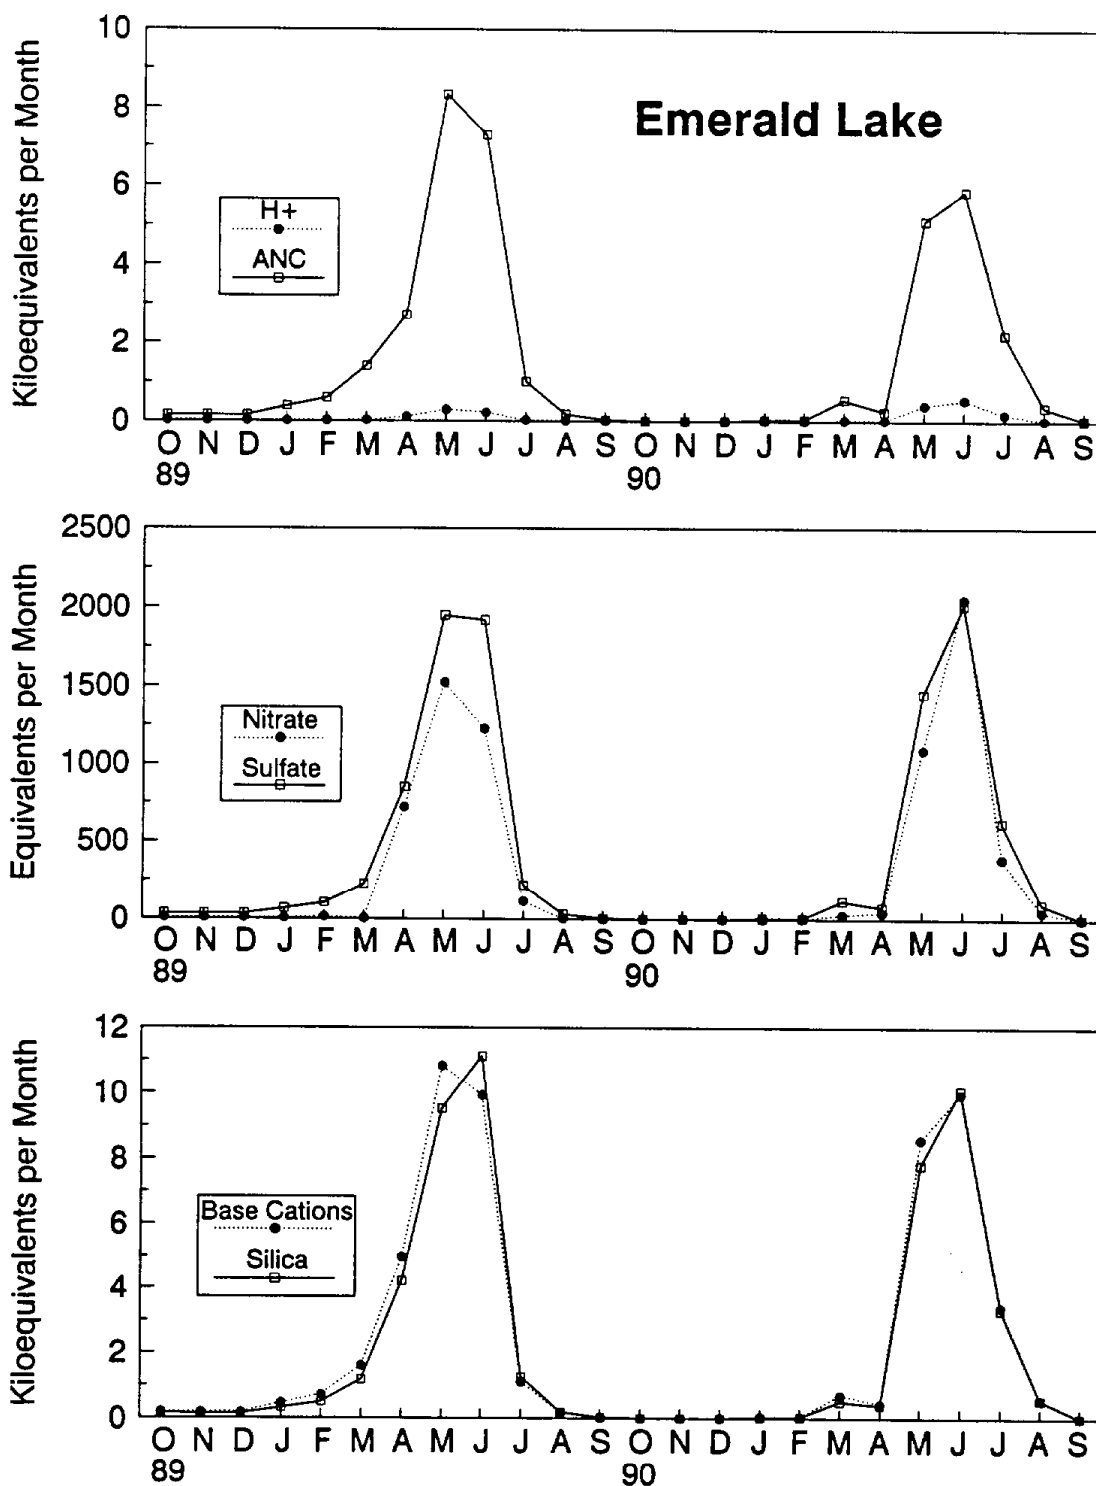 Emerald Lake
Kiloequivalents per Month
10
8
6
4
2
0
H+
ANC
O N D J F M A M J J A S O N D J F M A M J J A S
89 90
Equivalents per Month
2500
2000
1500
1000
500
0
Nitrate
Sulfate
O N D J F M A M J J A S O N D J F M A M J J A S
89 90
Kiloequivalents per Month
12
10
8
6
4
2
0
Base Cations
Silica
O N D J F M A M J J A S O N D J F M A M J J A S
89 90